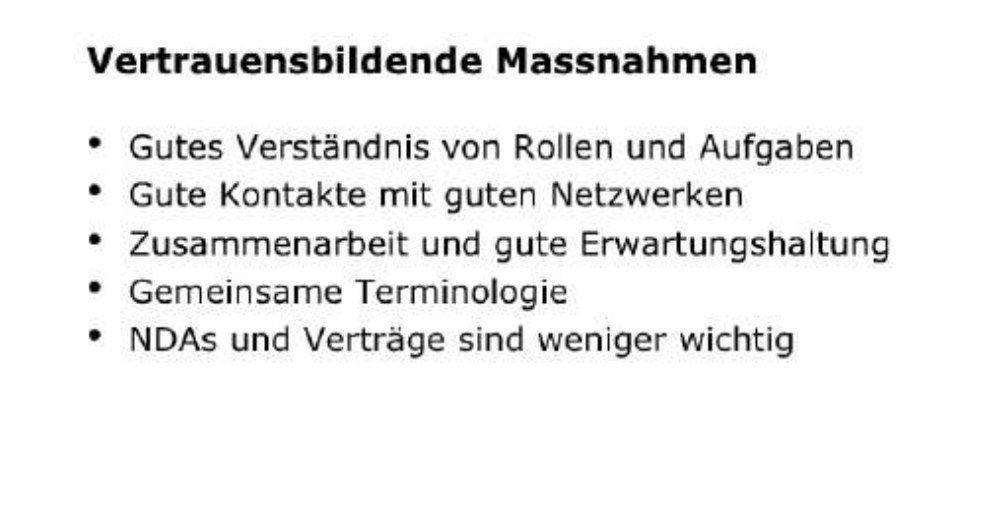 Vertrauensbildende Massnahmen
• Gutes Verständnis von Rollen und Aufgaben
• Gute Kontakte mit guten Netzwerken
• Zusammenarbeit und gute Erwartungshaltung
• Gemeinsame Terminologie
• NDAs und Verträge sind weniger wichtig